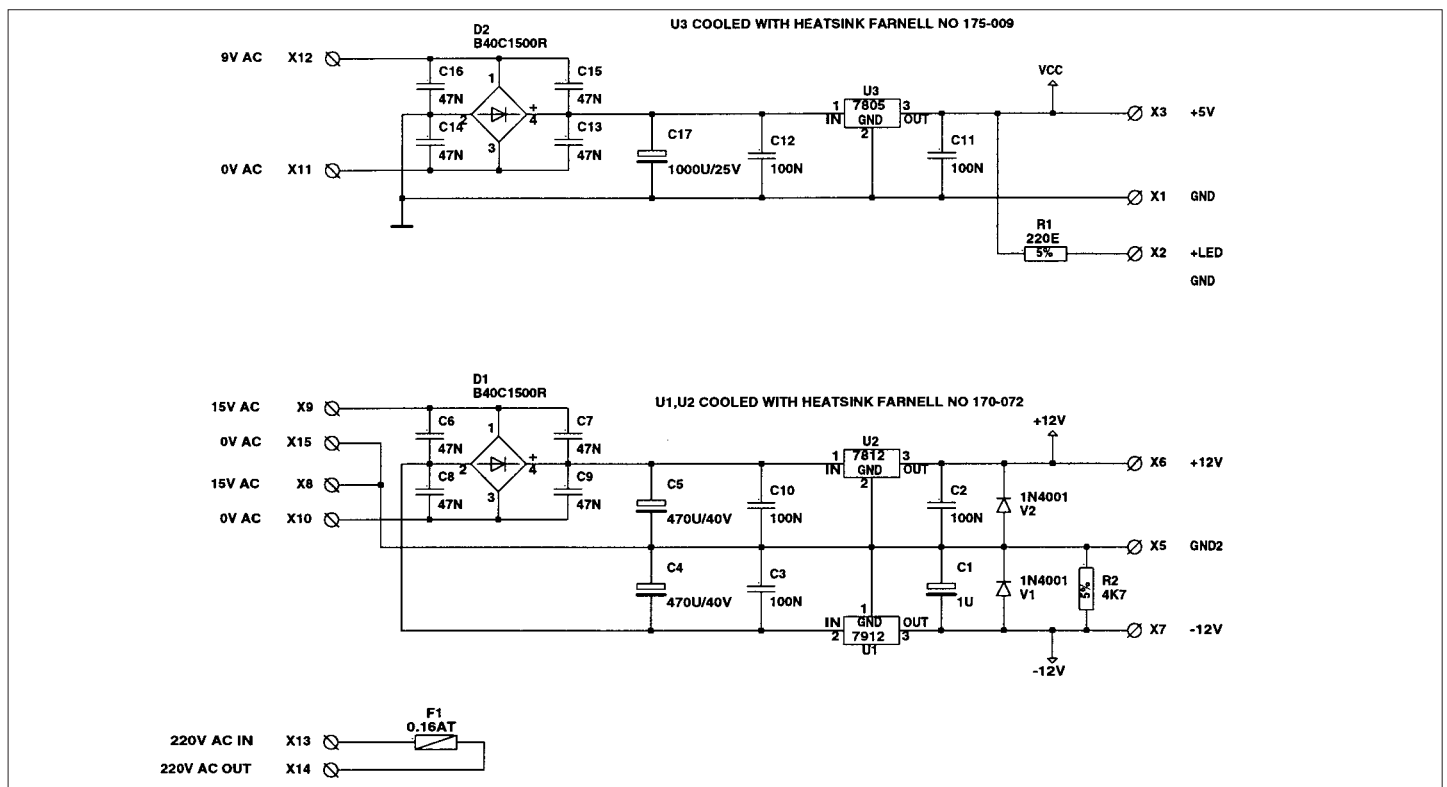 U3 COOLED WITH HEATSINK FARNELL NO 175-009
D2
B40C1500R
9V AC X12
C16
47N
C15
47N
1
2
+
4
3
C14
47N
C13
47N
0V AC X11
C17
1000U/25V
C12
100N
U3
1 7805 3
IN GND OUT
2
C11
100N
VCC
X3 +5V
X1 GND
R1
220E
5%
X2 +LED
GND
D1
B40C1500R
U1,U2 COOLED WITH HEATSINK FARNELL NO 170-072
15V AC X9
0V AC X15
15V AC X8
0V AC X10
C6
47N
C7
47N
1
2
+
4
3
C8
47N
C9
47N
C5
470U/40V
C10
100N
U2
1 7812 3
IN GND OUT
2
C2
100N
+12V
1N4001
V2
X6 +12V
X5 GND2
C4
470U/40V
C3
100N
1
IN GND OUT
2 7912 3
U1
C1
1U
1N4001
V1
5%
R2
4K7
X7 -12V
-12V
F1
0.16AT
220V AC IN X13
220V AC OUT X14